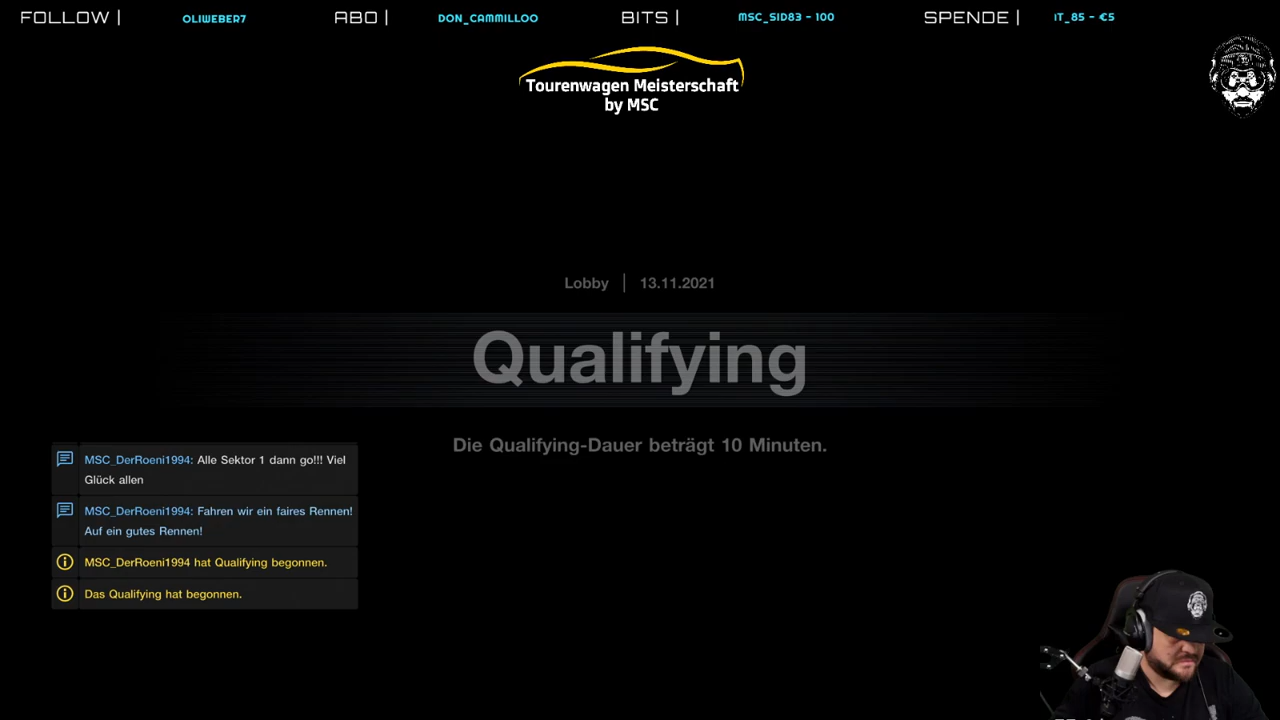 FOLLOW | OLIWEBER7 ABO | DON_CAMMILLOO BITS | MSC_SID83 - 100 SPENDE | IT_85 - €5
Tourenwagen Meisterschaft
by MSC
Lobby | 13.11.2021
Qualifying
Die Qualifying-Dauer beträgt 10 Minuten.
MSC_DerRoeni1994: Alle Sektor 1 dann go!!! Viel
Glück allen
MSC_DerRoeni1994: Fahren wir ein faires Rennen!
Auf ein gutes Rennen!
MSC_DerRoeni1994 hat Qualifying begonnen.
Das Qualifying hat begonnen.